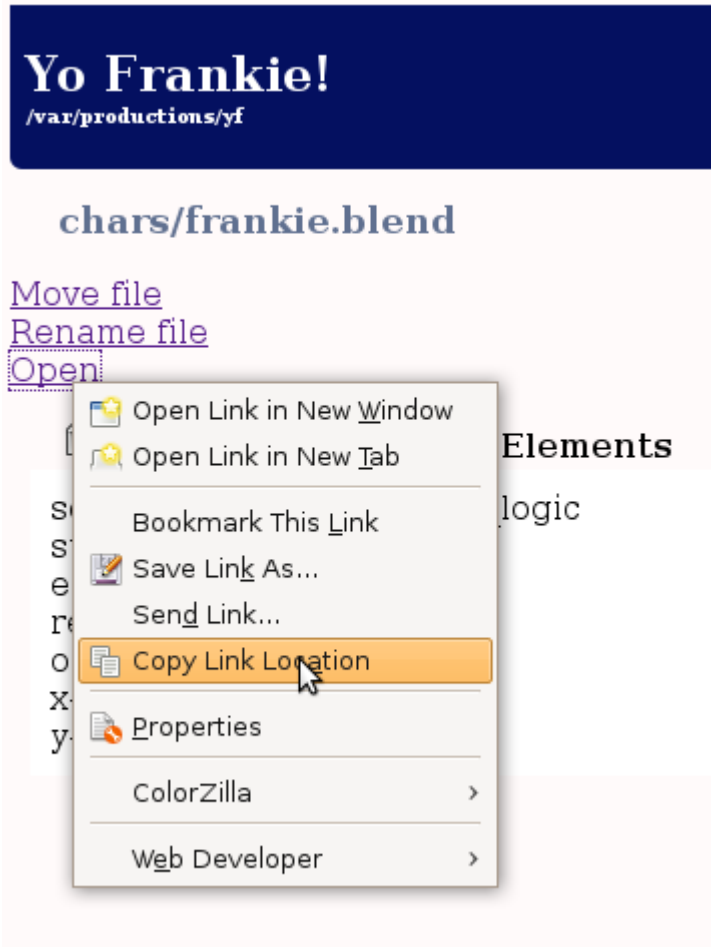 Yo Frankie!
/var/productions/yf
chars/frankie.blend
Move file
Rename file
Open
Open Link in New Window
Open Link in New Tab
Elements
Bookmark This Link
logic
Save Link As...
Send Link...
Copy Link Location
Properties
ColorZilla
Web Developer